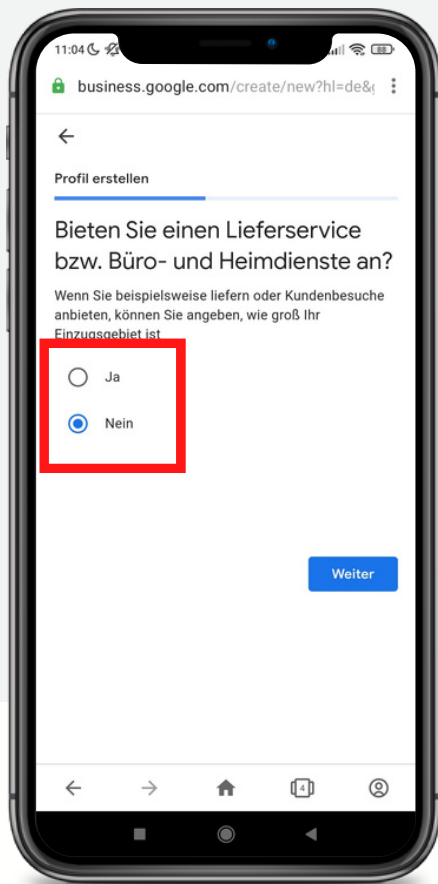 11:04
88
business.google.com/create/new?hl=de&
Profil erstellen
Bieten Sie einen Lieferservice
bzw. Büro- und Heimdienste an?
Wenn Sie beispielsweise liefern oder Kundenbesuche
anbieten, können Sie angeben, wie groß Ihr
Einzugsgebiet ist
Ja
Nein
Weiter
4